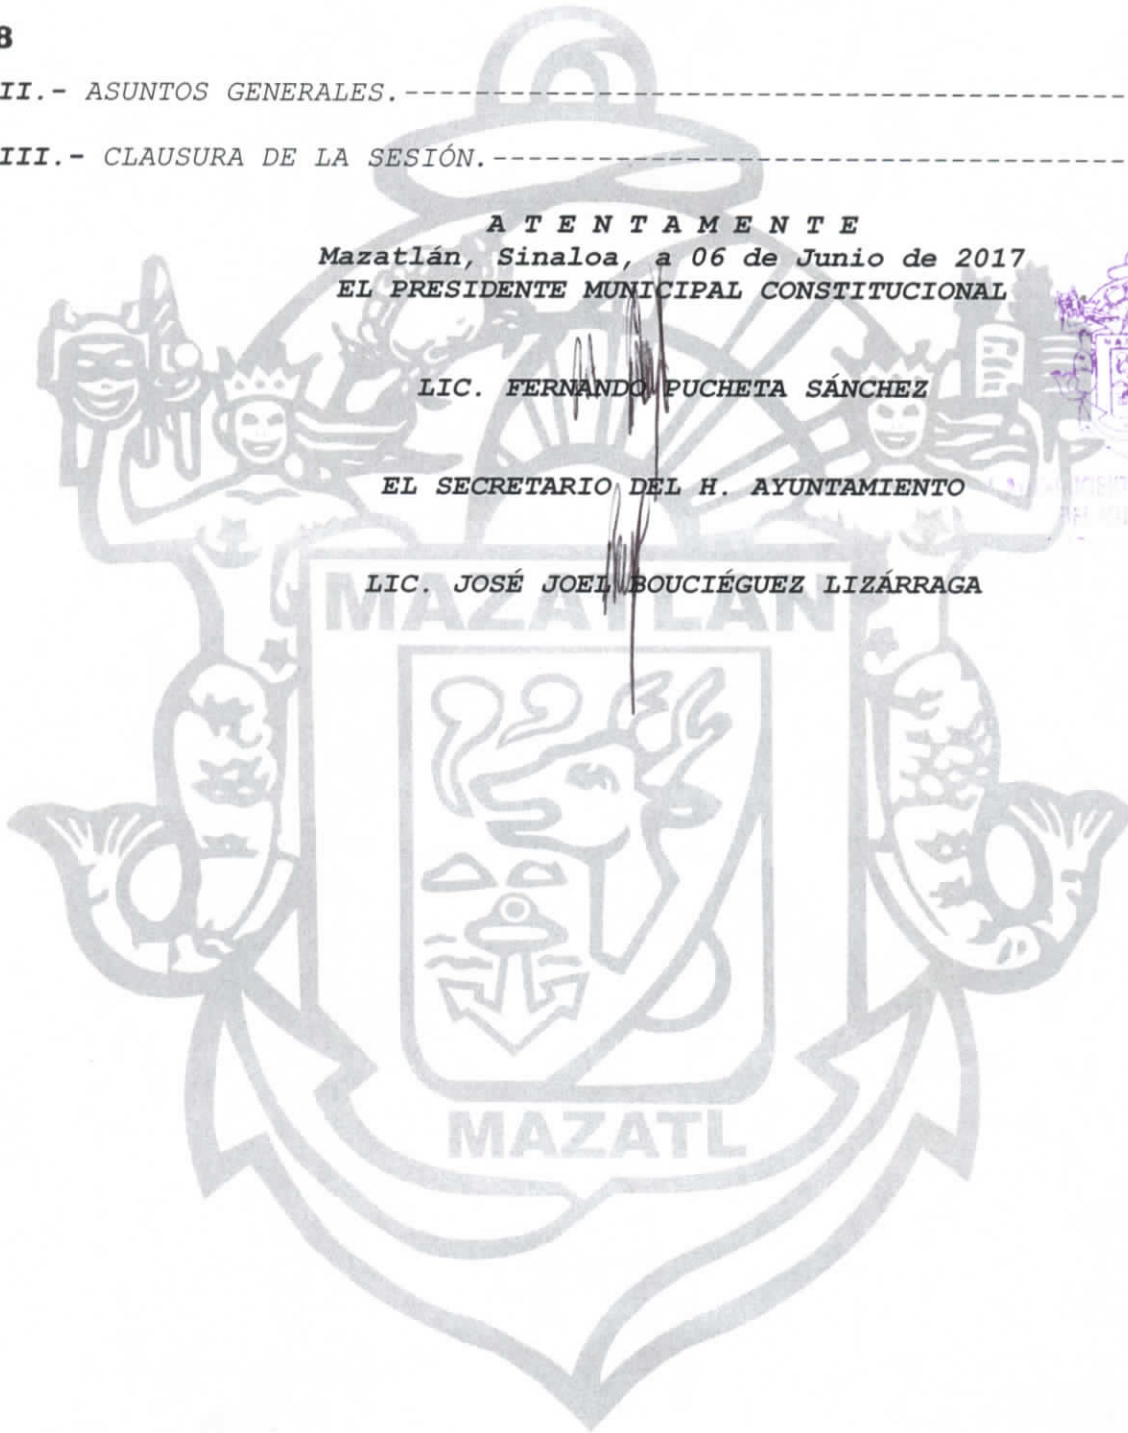 8
II.- ASUNTOS GENERALES.--------------------------------------------------
III.- CLAUSURA DE LA SESIÓN.-------------------------------------------
A T E N T A M E N T E
Mazatlán, Sinaloa, a 06 de Junio de 2017
EL PRESIDENTE MUNICIPAL CONSTITUCIONAL
LIC. FERNANDO PUCHETA SÁNCHEZ
EL SECRETARIO DEL H. AYUNTAMIENTO
LIC. JOSÉ JOEL BOUCIÉGUEZ LIZÁRRAGA
MAZATLAN
MAZATL